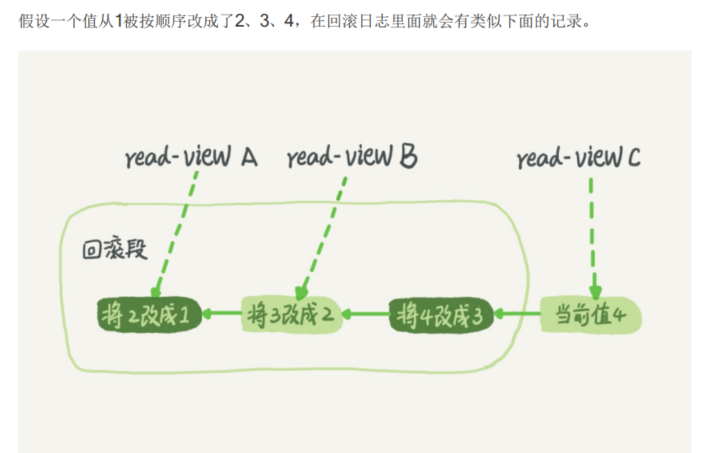 假设一个值从1被按顺序改成了2、3、4，在回滚日志里面就会有类似下面的记录。
read-view A read-view B read-view C
回滚段
将2改成1 将3改成2 将4改成3 当前值4